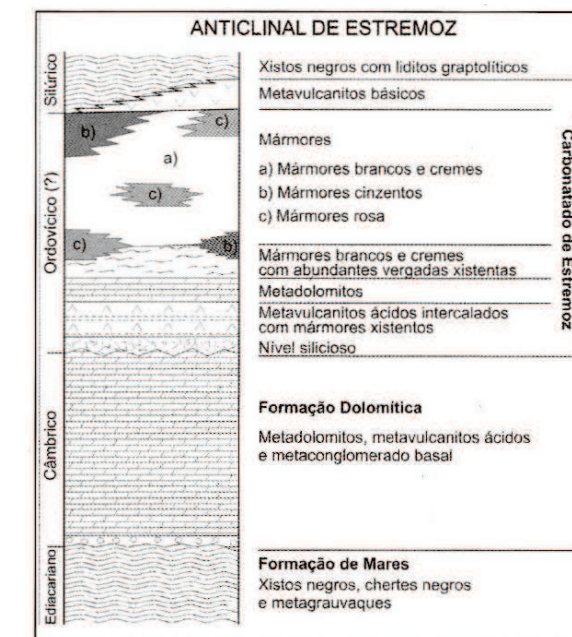 ANTICLINAL DE ESTREMOZ
Silúrico
Ordovícico (?)
Câmbrico
Ediacariano
b)
c)
a)
c)
c)
b)
Xistos negros com liditos graptolíticos
Metavulcanitos básicos
Mármores
a) Mármores brancos e cremes
b) Mármores cinzentos
c) Mármores rosa
Mármores brancos e cremes
com abundantes vergadas xistentas
Metadolomitos
Metavulcanitos ácidos intercalados
com mármores xistentos
Nível silicioso
Carbonatado de Estremoz
Formação Dolomítica
Metadolomitos, metavulcanitos ácidos
e metaconglomerado basal
Formação de Mares
Xistos negros, chertes negros
e metagrauvaques